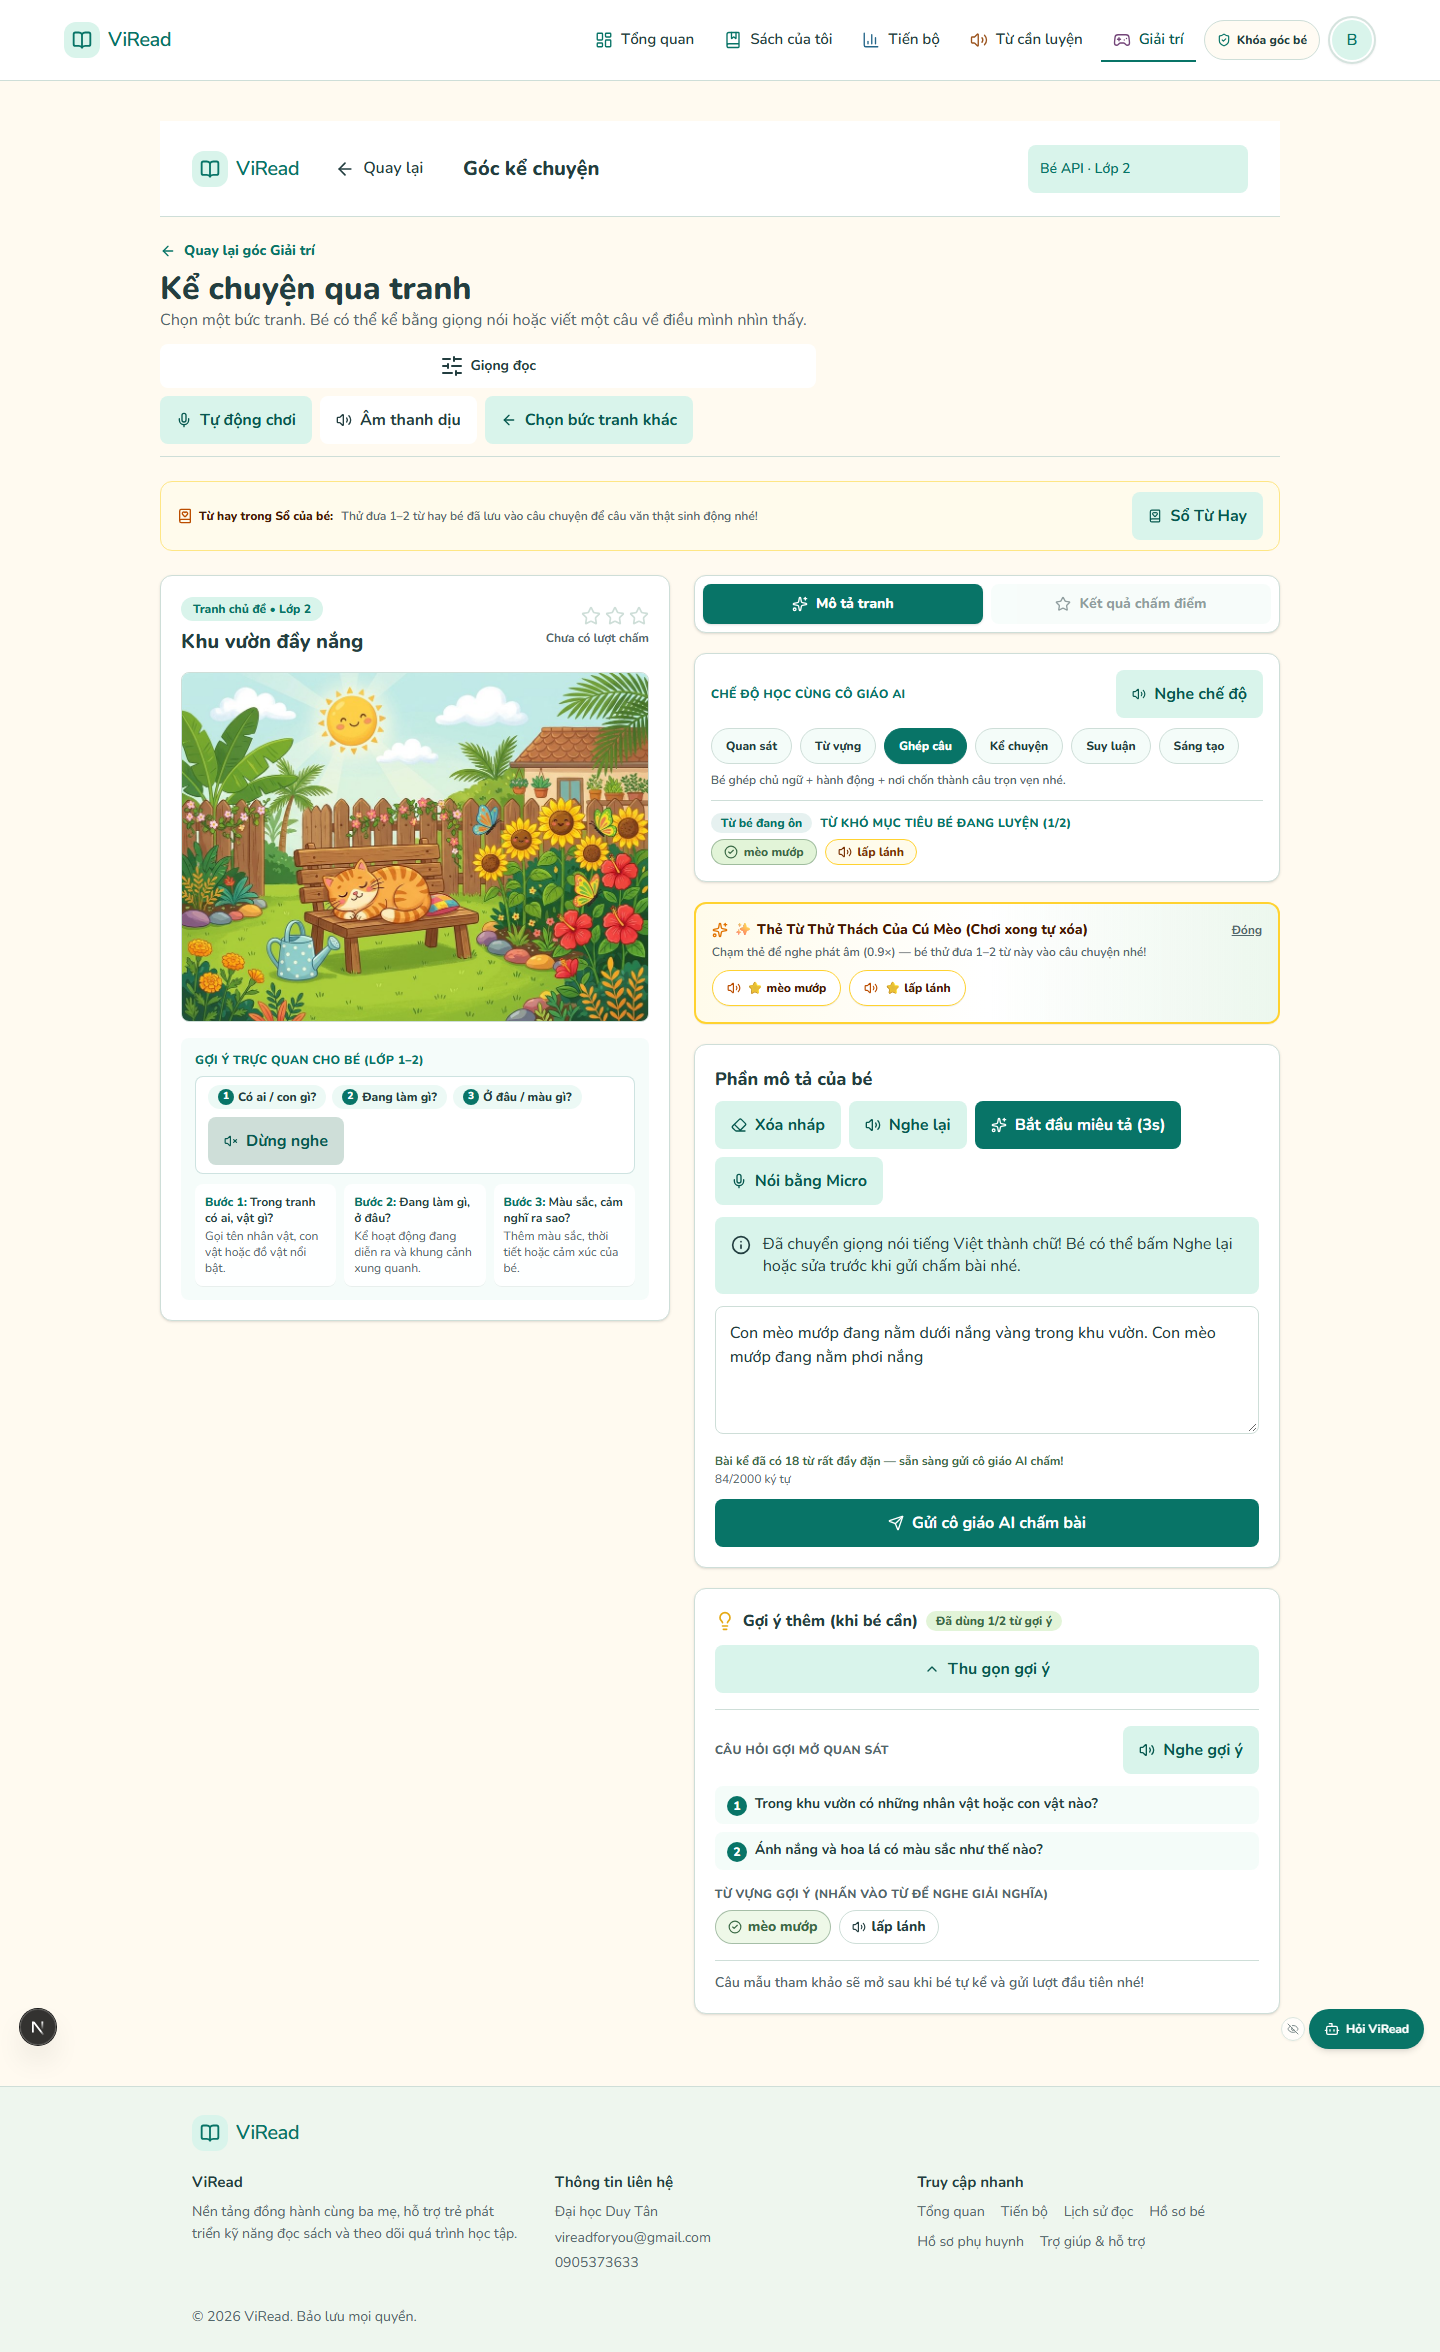 ViRead
Tổng quan
Sách của tôi
Tiến bộ
Từ cần luyện
Giải trí
Khóa góc bé
B
ViRead
Quay lại
Góc kể chuyện
Bé API · Lớp 2
Quay lại góc Giải trí
Kể chuyện qua tranh
Chọn một bức tranh. Bé có thể kể bằng giọng nói hoặc viết một câu về điều mình nhìn thấy.
Giọng đọc
Tự động chơi
Âm thanh dịu
Chọn bức tranh khác
Từ hay trong Sổ của bé: Thử đưa 1–2 từ hay bé đã lưu vào câu chuyện để câu văn thật sinh động nhé!
Sổ Từ Hay
Tranh chủ đề • Lớp 2
Khu vườn đầy nắng
Chưa có lượt chấm
GỢI Ý TRỰC QUAN CHO BÉ (LỚP 1–2)
1 Có ai / con gì?
2 Đang làm gì?
3 Ở đâu / màu gì?
Dừng nghe
Bước 1: Trong tranh
có ai, vật gì?
Gọi tên nhân vật, con
vật hoặc đồ vật nổi
bật.
Bước 2: Đang làm gì,
ở đâu?
Kể hoạt động đang
diễn ra và khung cảnh
xung quanh.
Bước 3: Màu sắc, cảm
nghĩ ra sao?
Thêm màu sắc, thời
tiết hoặc cảm xúc của
bé.
Mô tả tranh
Kết quả chấm điểm
CHẾ ĐỘ HỌC CÙNG CÔ GIÁO AI
Nghe chế độ
Quan sát
Từ vựng
Ghép câu
Kể chuyện
Suy luận
Sáng tạo
Bé ghép chủ ngữ + hành động + nơi chốn thành câu trọn vẹn nhé.
Từ bé đang ôn
TỪ KHÓ MỤC TIÊU BÉ ĐANG LUYỆN (1/2)
mèo mướp
lấp lánh
✨ Thẻ Từ Thử Thách Của Cú Mèo (Chơi xong tự xóa)
Đóng
Chạm thẻ để nghe phát âm (0.9×) — bé thử đưa 1–2 từ này vào câu chuyện nhé!
⭐ mèo mướp
⭐ lấp lánh
Phần mô tả của bé
Xóa nháp
Nghe lại
Bắt đầu miêu tả (3s)
Nói bằng Micro
Đã chuyển giọng nói tiếng Việt thành chữ! Bé có thể bấm Nghe lại
hoặc sửa trước khi gửi chấm bài nhé.
Con mèo mướp đang nằm dưới nắng vàng trong khu vườn. Con mèo
mướp đang nằm phơi nắng
Bài kể đã có 18 từ rất đầy đặn — sẵn sàng gửi cô giáo AI chấm!
84/2000 ký tự
Gửi cô giáo AI chấm bài
Gợi ý thêm (khi bé cần)
Đã dùng 1/2 từ gợi ý
Thu gọn gợi ý
CÂU HỎI GỢI MỞ QUAN SÁT
Nghe gợi ý
1 Trong khu vườn có những nhân vật hoặc con vật nào?
2 Ánh nắng và hoa lá có màu sắc như thế nào?
TỪ VỰNG GỢI Ý (NHẤN VÀO TỪ ĐỂ NGHE GIẢI NGHĨA)
mèo mướp
lấp lánh
Câu mẫu tham khảo sẽ mở sau khi bé tự kể và gửi lượt đầu tiên nhé!
N
Hỏi ViRead
ViRead
ViRead
Nền tảng đồng hành cùng ba mẹ, hỗ trợ trẻ phát
triển kỹ năng đọc sách và theo dõi quá trình học tập.
Thông tin liên hệ
Đại học Duy Tân
vireadforyou@gmail.com
0905373633
Truy cập nhanh
Tổng quan
Tiến bộ
Lịch sử đọc
Hồ sơ bé
Hồ sơ phụ huynh
Trợ giúp & hỗ trợ
© 2026 ViRead. Bảo lưu mọi quyền.